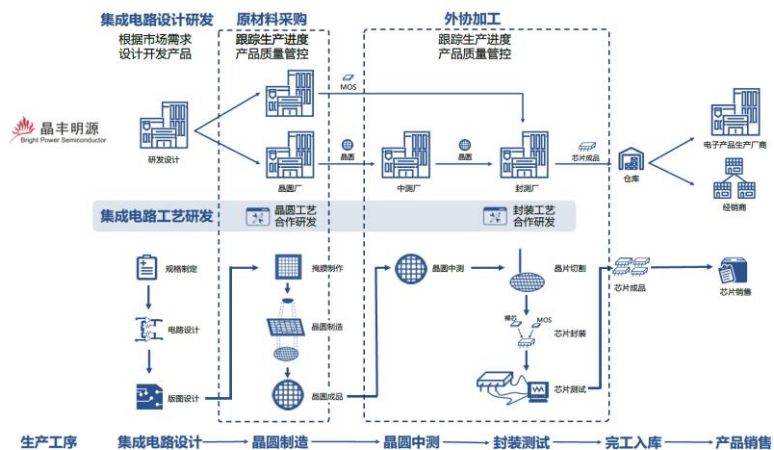 集成电路设计研发
原材料采购
外协加工
根据市场需求
设计开发产品
跟踪生产进度
产品质量管控
跟踪生产进度
产品质量管控
MOS
晶丰明源
Bright Power Semiconductor
研发设计
晶圆厂
晶圆
中测厂
晶圆
封测厂
芯片成品
仓库
电子产品生产厂商
经销商
集成电路工艺研发
晶圆工艺
合作研发
封装工艺
合作研发
规格制定
掩膜制作
晶圆中测
晶片切割
芯片成品
芯片销售
电路设计
晶圆制造
裸芯
MOS
芯片封装
版图设计
晶圆成品
芯片测试
生产工序
集成电路设计
晶圆制造
晶圆中测
封装测试
完工入库
产品销售